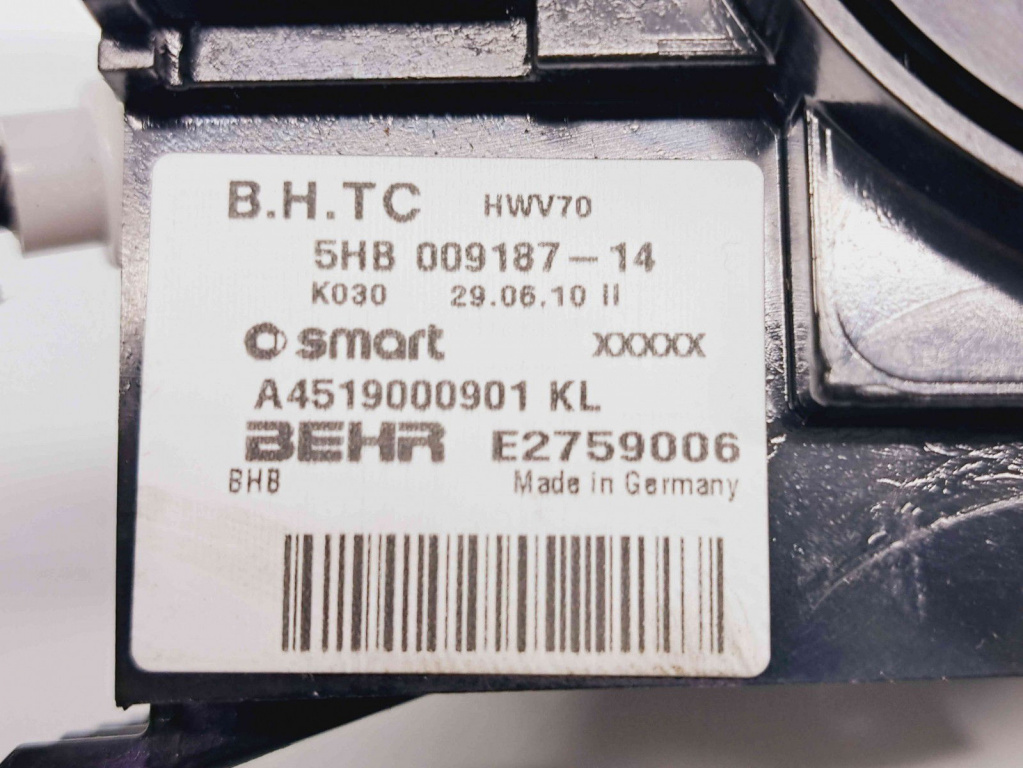 B.H.TC HWV70
5HB 009187-14
K030 29.06.10 II
smart XXXXX
A4519000901 KL
BEHR E2759006
BHB Made in Germany